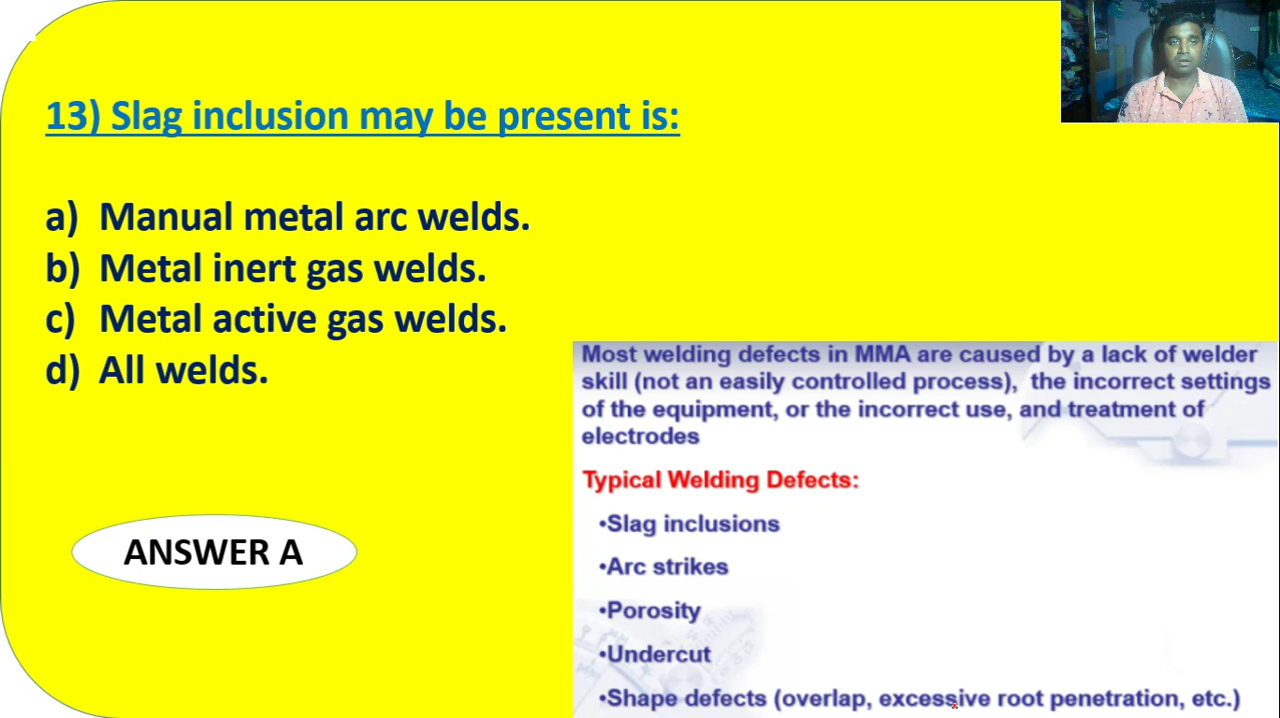 13) Slag inclusion may be present is:
a) Manual metal arc welds.
b) Metal inert gas welds.
c) Metal active gas welds.
d) All welds.
ANSWER A
Most welding defects in MMA are caused by a lack of welder
skill (not an easily controlled process), the incorrect settings
of the equipment, or the incorrect use, and treatment of
electrodes
Typical Welding Defects:
•Slag inclusions
•Arc strikes
•Porosity
•Undercut
•Shape defects (overlap, excessive root penetration, etc.)